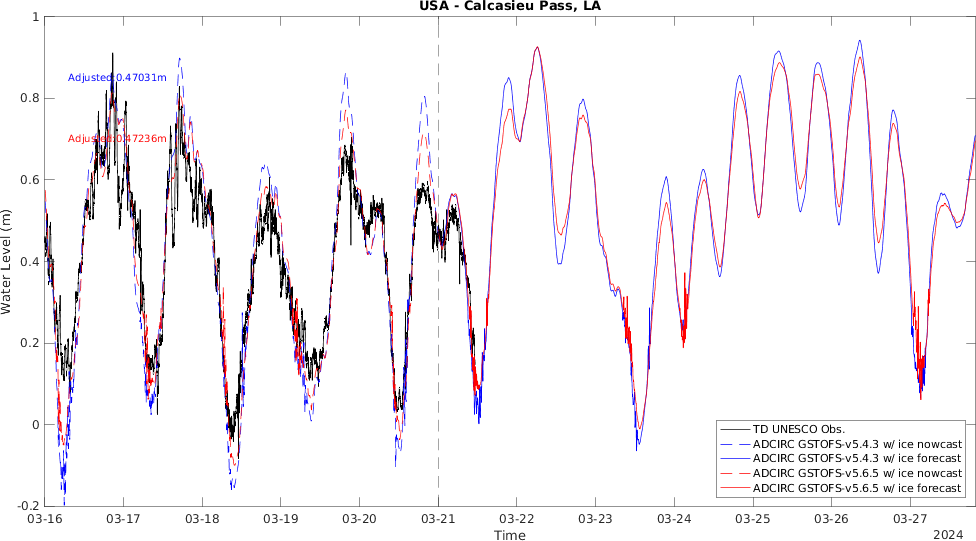 USA - Calcasieu Pass, LA
1
0.8
0.6
0.4
0.2
0
-0.2
Water Level (m)
Adjusted:0.47031m
Adjusted:0.47236m
TD UNESCO Obs.
ADCIRC GSTOFS-v5.4.3 w/ ice nowcast
ADCIRC GSTOFS-v5.4.3 w/ ice forecast
ADCIRC GSTOFS-v5.6.5 w/ ice nowcast
ADCIRC GSTOFS-v5.6.5 w/ ice forecast
03-16 03-17 03-18 03-19 03-20 03-21 03-22 03-23 03-24 03-25 03-26 03-27
Time
2024